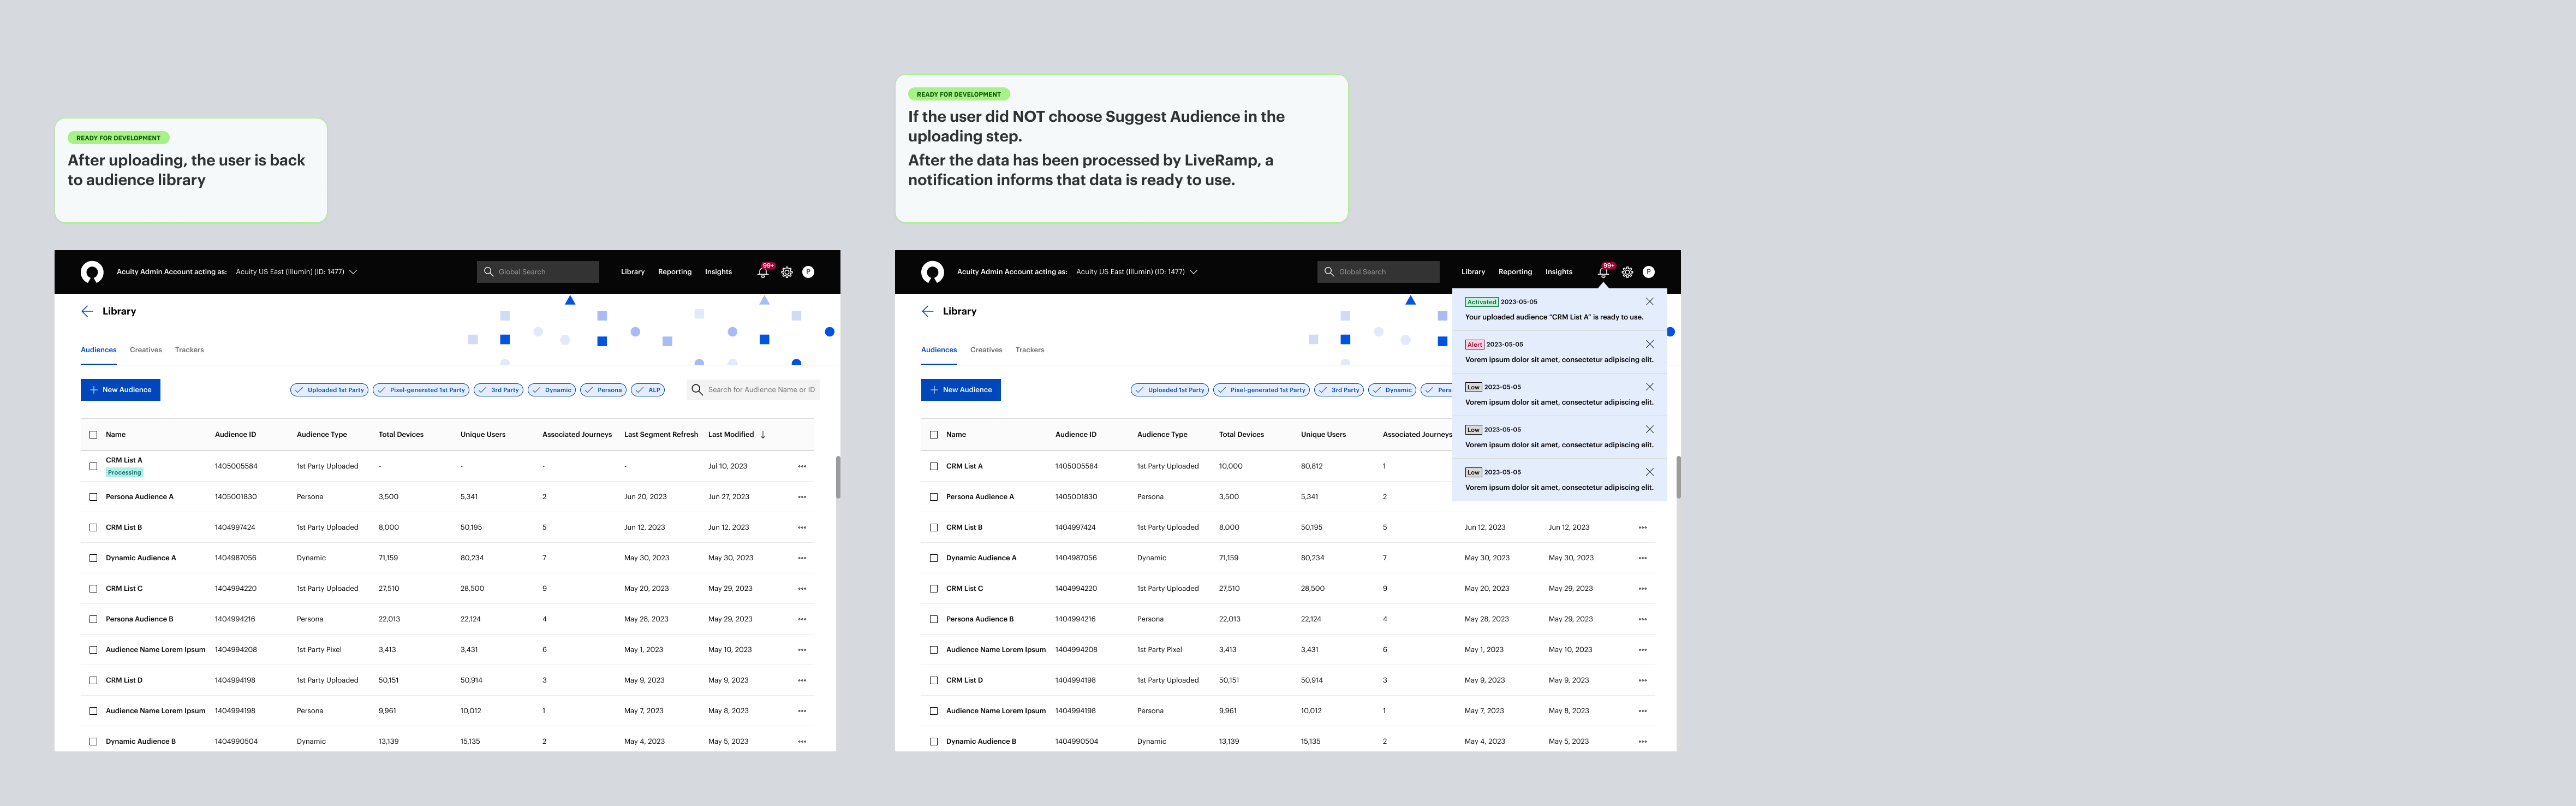 READY FOR DEVELOPMENT
After uploading, the user is back
to audience library
READY FOR DEVELOPMENT
If the user did NOT choose Suggest Audience in the
uploading step.
After the data has been processed by LiveRamp, a
notification informs that data is ready to use.
Acuity Admin Account acting as: Acuity US East (Illumin) (ID: 1477) Global Search Library Reporting Insights 99+ P
Library
Audiences Creatives Trackers
New Audience Uploaded 1st Party Pixel-generated 1st Party 3rd Party Dynamic Persona ALP Search for Audience Name or ID
Name Audience ID Audience Type Total Devices Unique Users Associated Journeys Last Segment Refresh Last Modified
CRM List A 1405005584 1st Party Uploaded - - - - Jul 10, 2023
Processing
Persona Audience A 1405001830 Persona 3,500 5,341 2 Jun 20, 2023 Jun 27, 2023
CRM List B 1404997424 1st Party Uploaded 8,000 50,195 5 Jun 12, 2023 Jun 12, 2023
Dynamic Audience A 1404987056 Dynamic 71,159 80,234 7 May 30, 2023 May 30, 2023
CRM List C 1404994220 1st Party Uploaded 27,510 28,500 9 May 20, 2023 May 29, 2023
Persona Audience B 1404994216 Persona 22,013 22,124 4 May 28, 2023 May 29, 2023
Audience Name Lorem Ipsum 1404994208 1st Party Pixel 3,413 3,431 6 May 1, 2023 May 10, 2023
CRM List D 1404994198 1st Party Uploaded 50,151 50,914 3 May 9, 2023 May 9, 2023
Audience Name Lorem Ipsum 1404994198 Persona 9,961 10,012 1 May 7, 2023 May 8, 2023
Dynamic Audience B 1404990504 Dynamic 13,139 15,135 2 May 4, 2023 May 5, 2023
Acuity Admin Account acting as: Acuity US East (Illumin) (ID: 1477) Global Search Library Reporting Insights 99+ P
Library
Audiences Creatives Trackers
New Audience Uploaded 1st Party Pixel-generated 1st Party 3rd Party Dynamic Perso
Activated 2023-05-05
Your uploaded audience “CRM List A” is ready to use.
Alert 2023-05-05
Vorem ipsum dolor sit amet, consectetur adipiscing elit.
Low 2023-05-05
Vorem ipsum dolor sit amet, consectetur adipiscing elit.
Low 2023-05-05
Vorem ipsum dolor sit amet, consectetur adipiscing elit.
Low 2023-05-05
Vorem ipsum dolor sit amet, consectetur adipiscing elit.
Name Audience ID Audience Type Total Devices Unique Users Associated Journeys
CRM List A 1405005584 1st Party Uploaded 10,000 80,812 1
Persona Audience A 1405001830 Persona 3,500 5,341 2
CRM List B 1404997424 1st Party Uploaded 8,000 50,195 5 Jun 12, 2023 Jun 12, 2023
Dynamic Audience A 1404987056 Dynamic 71,159 80,234 7 May 30, 2023 May 30, 2023
CRM List C 1404994220 1st Party Uploaded 27,510 28,500 9 May 20, 2023 May 29, 2023
Persona Audience B 1404994216 Persona 22,013 22,124 4 May 28, 2023 May 29, 2023
Audience Name Lorem Ipsum 1404994208 1st Party Pixel 3,413 3,431 6 May 1, 2023 May 10, 2023
CRM List D 1404994198 1st Party Uploaded 50,151 50,914 3 May 9, 2023 May 9, 2023
Audience Name Lorem Ipsum 1404994198 Persona 9,961 10,012 1 May 7, 2023 May 8, 2023
Dynamic Audience B 1404990504 Dynamic 13,139 15,135 2 May 4, 2023 May 5, 2023